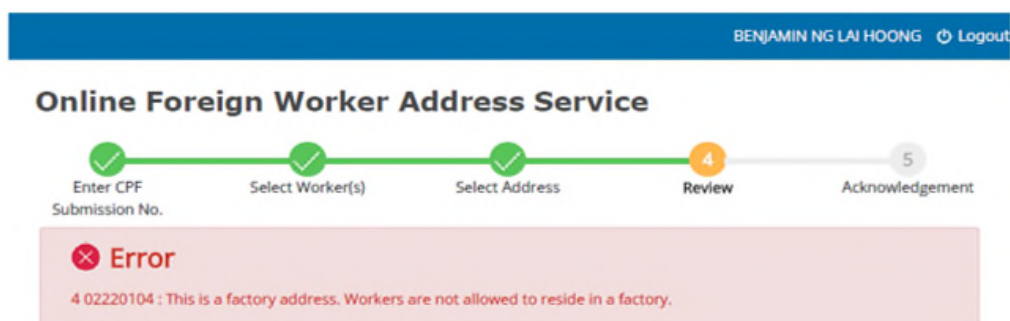 BENJAMIN NG LAI HOONG Logout
Online Foreign Worker Address Service
4 5
Enter CPF Select Worker(s) Select Address Review Acknowledgement
Submission No.
Error
4 02220104 : This is a factory address. Workers are not allowed to reside in a factory.